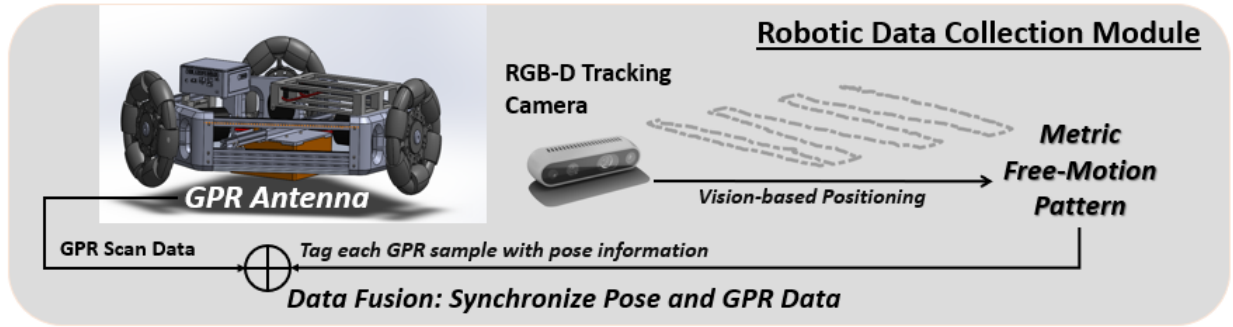 Robotic Data Collection Module
RGB-D Tracking
Camera
Metric
Free-Motion
Pattern
Vision-based Positioning
GPR Antenna
GPR Scan Data
Tag each GPR sample with pose information
Data Fusion: Synchronize Pose and GPR Data